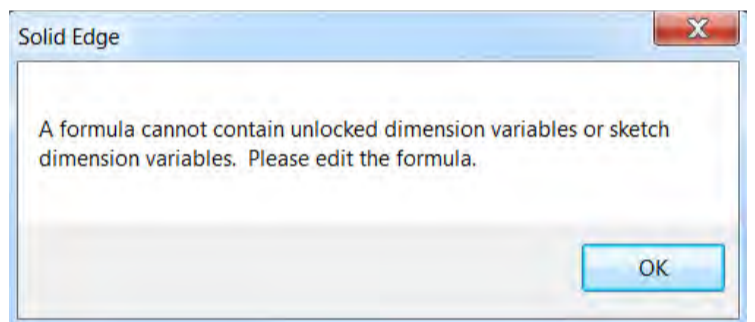 Solid Edge
A formula cannot contain unlocked dimension variables or sketch
dimension variables.  Please edit the formula.
OK